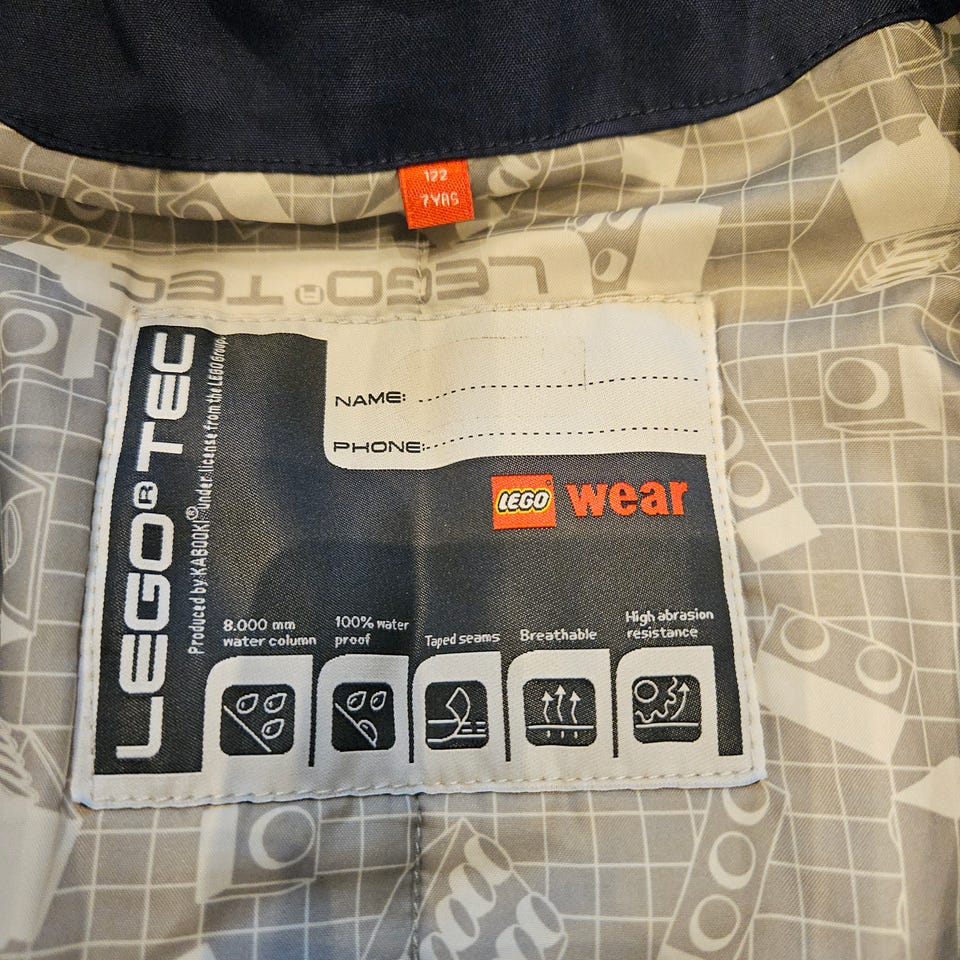 122
7YRS
LEGO® TEC
LEGO® TEC
Produced by KABOOKI® under license from the LEGO Group.
NAME:
PHONE:
LEGO wear
8.000 mm
water column
100% water
proof
Taped seams
Breathable
High abrasion
resistance